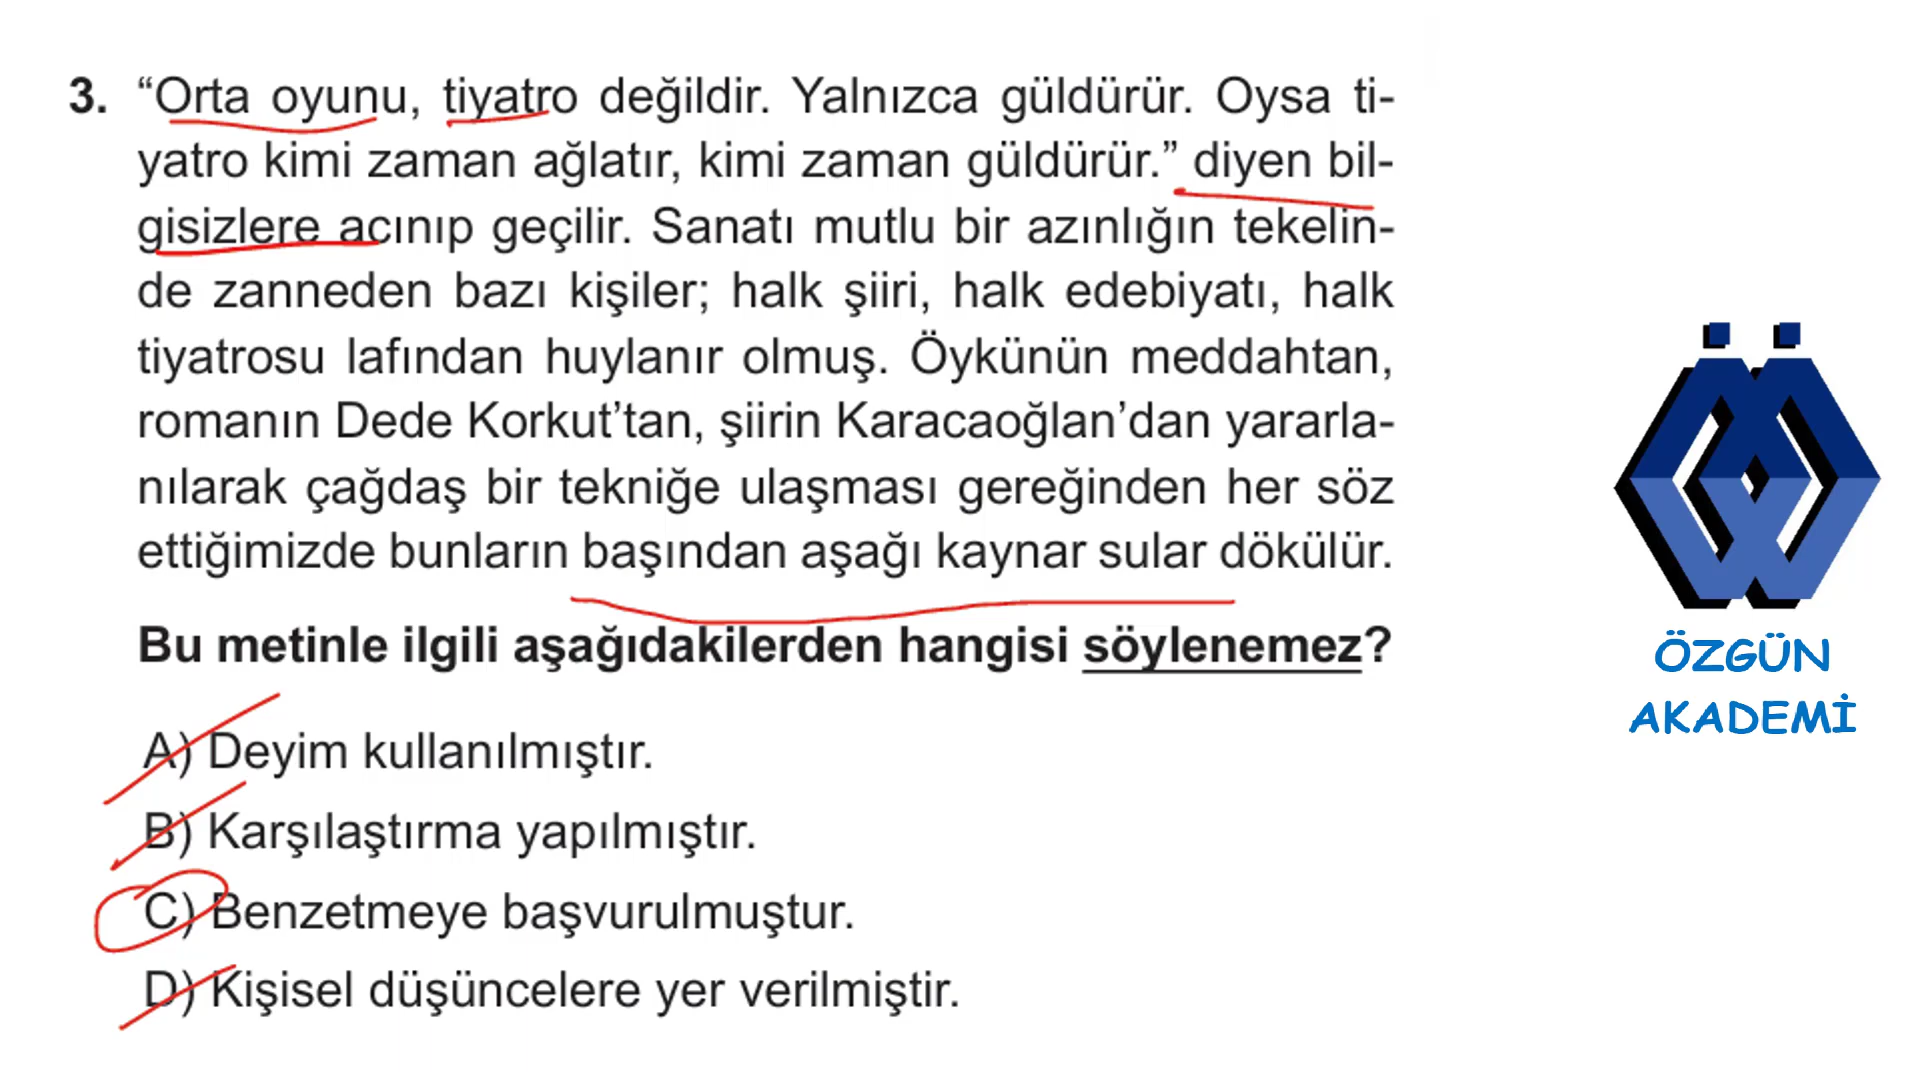 3. “Orta oyunu, tiyatro değildir. Yalnızca güldürür. Oysa ti-
yatro kimi zaman ağlatır, kimi zaman güldürür.” diyen bil-
gisizlere acınıp geçilir. Sanatı mutlu bir azınlığın tekelin-
de zanneden bazı kişiler; halk şiiri, halk edebiyatı, halk
tiyatrosu lafından huylanır olmuş. Öykünün meddahtan,
romanın Dede Korkut’tan, şiirin Karacaoğlan’dan yararla-
nılarak çağdaş bir tekniğe ulaşması gereğinden her söz
ettiğimizde bunların başından aşağı kaynar sular dökülür.
Bu metinle ilgili aşağıdakilerden hangisi söylenemez?
A) Deyim kullanılmıştır.
B) Karşılaştırma yapılmıştır.
C) Benzetmeye başvurulmuştur.
D) Kişisel düşüncelere yer verilmiştir.
ÖZGÜN
AKADEMİ